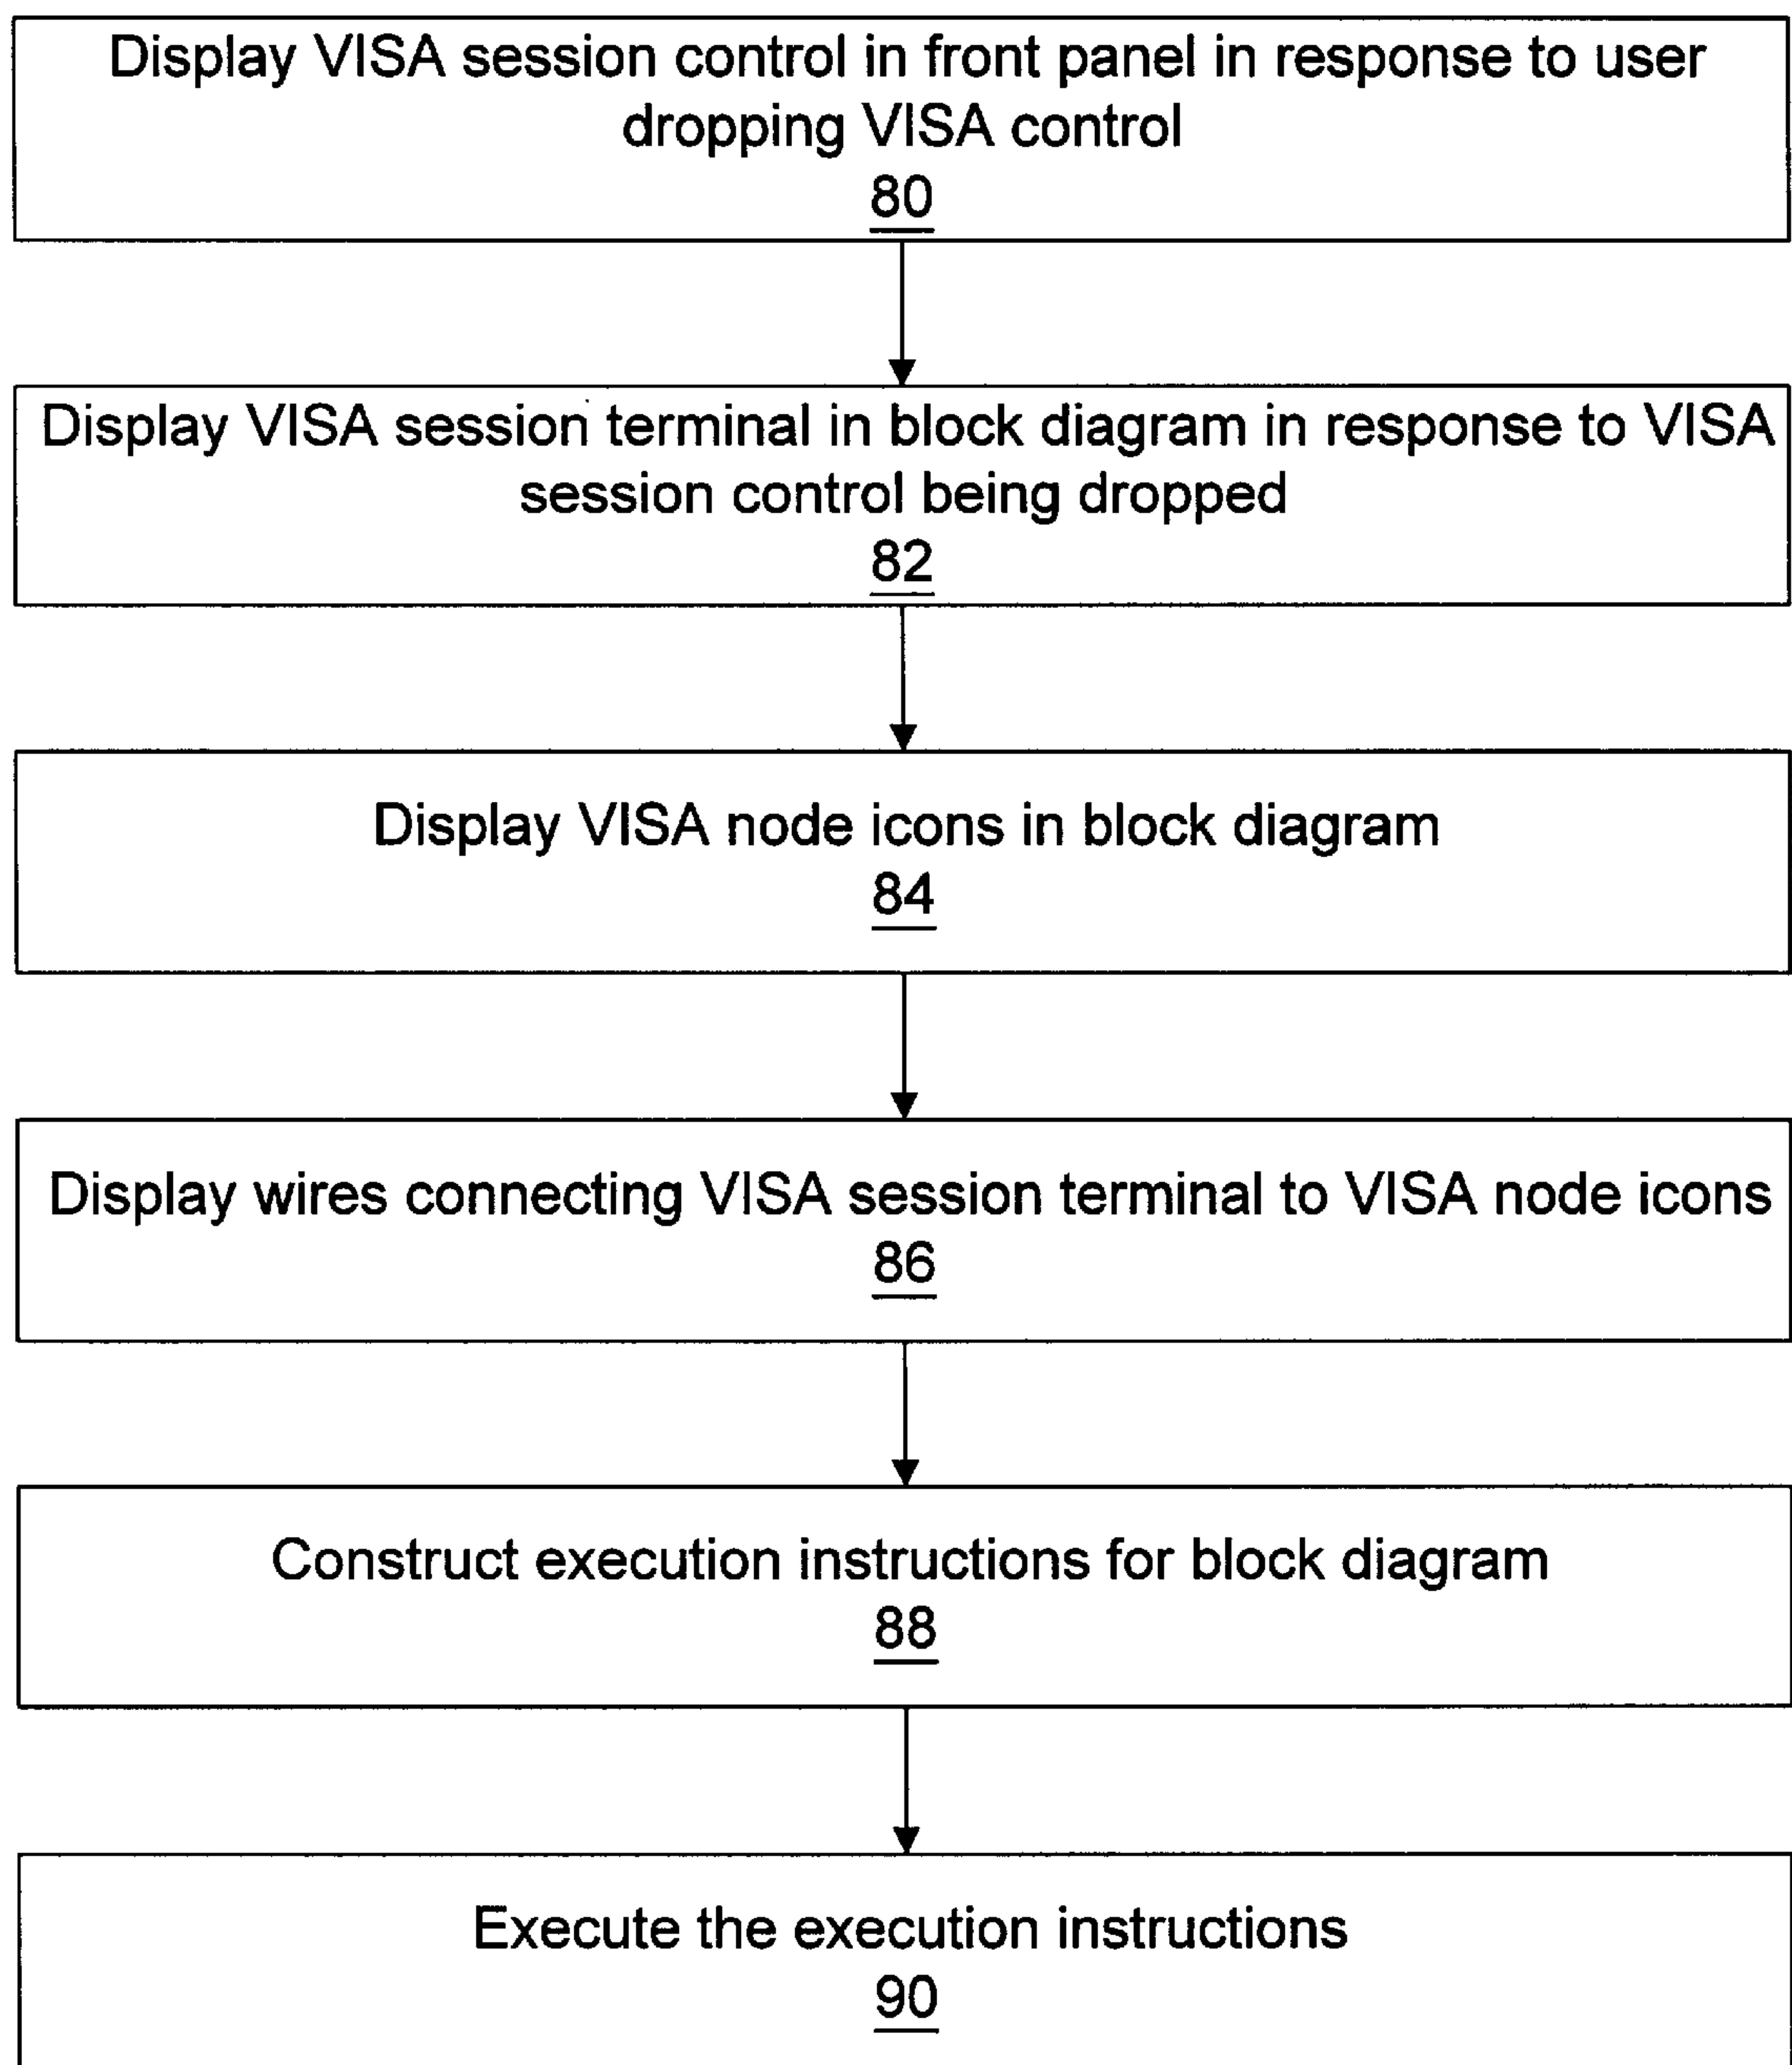 Display VISA session control in front panel in response to user
dropping VISA control
80
Display VISA session terminal in block diagram in response to VISA
session control being dropped
82
Display VISA node icons in block diagram
84
Display wires connecting VISA session terminal to VISA node icons
86
Construct execution instructions for block diagram
88
Execute the execution instructions
90